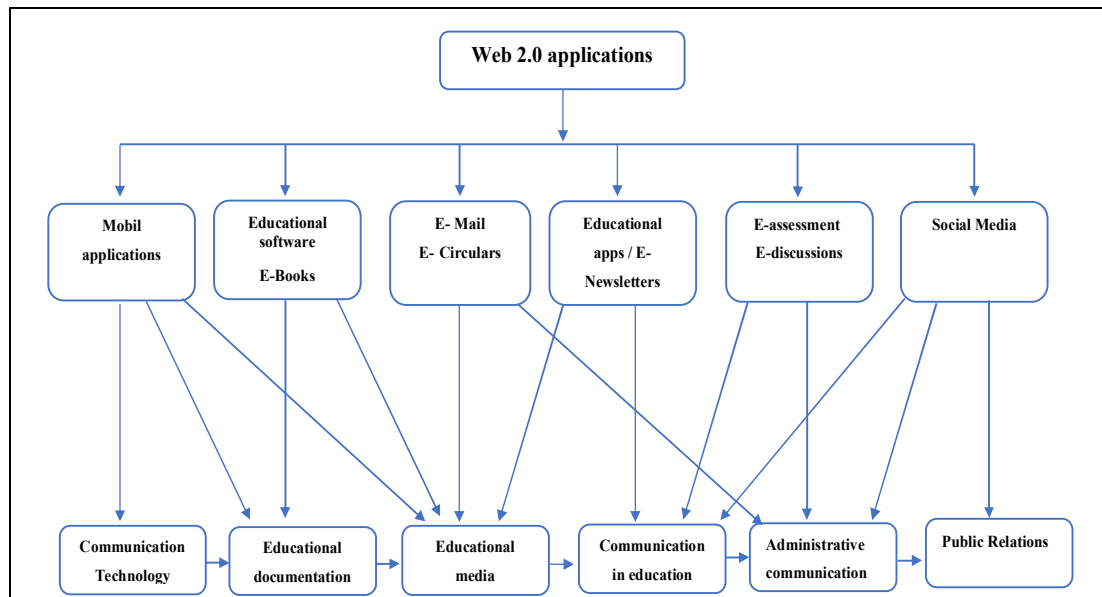 Web 2.0 applications
Mobil
applications
Educational
software
E-Books
E- Mail
E- Circulars
Educational
apps / E-
Newsletters
E-assessment
E-discussions
Social Media
Communication
Technology
Educational
documentation
Educational
media
Communication
in education
Administrative
communication
Public Relations